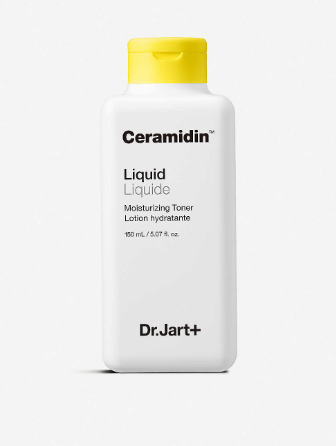 Ceramidin™
Liquid
Liquide
Moisturizing Toner
Lotion hydratante
150 mL / 5.07 fl. oz.
Dr.Jart+